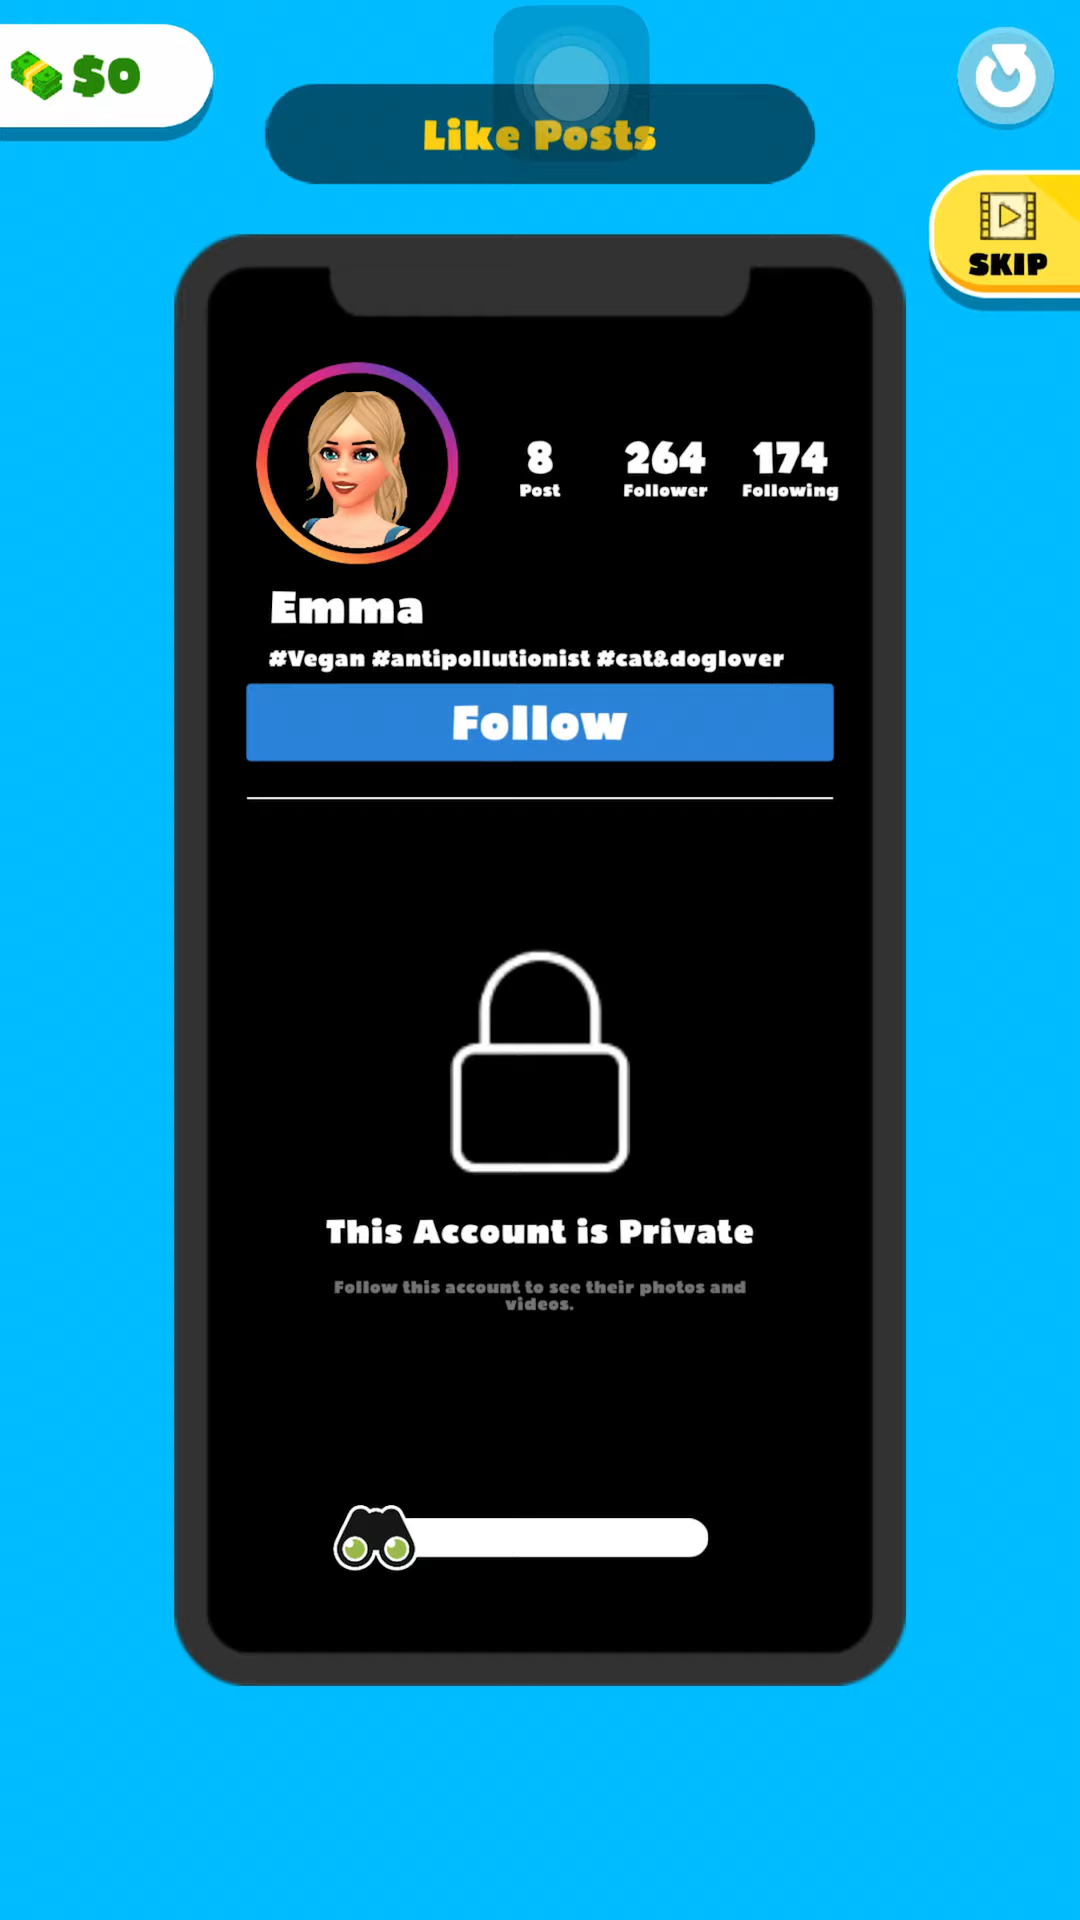 $0
Like Posts
SKIP
8 264 174
Post Follower Following
Emma
#Vegan #antipollutionist #cat&doglover
Follow
This Account is Private
Follow this account to see their photos and
videos.